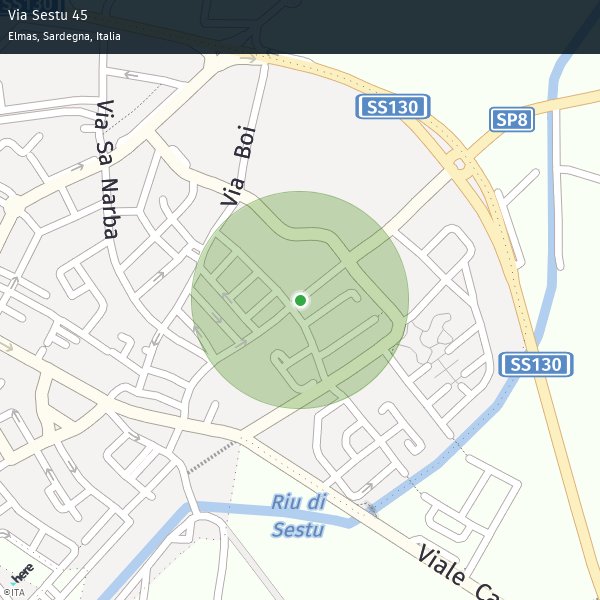 Via Sestu 45
Elmas, Sardegna, Italia
SS130
SS130
SP8
Via Sa Narba
Via Boi
SS130
Riu di
Sestu
Viale Ca
here
©ITA